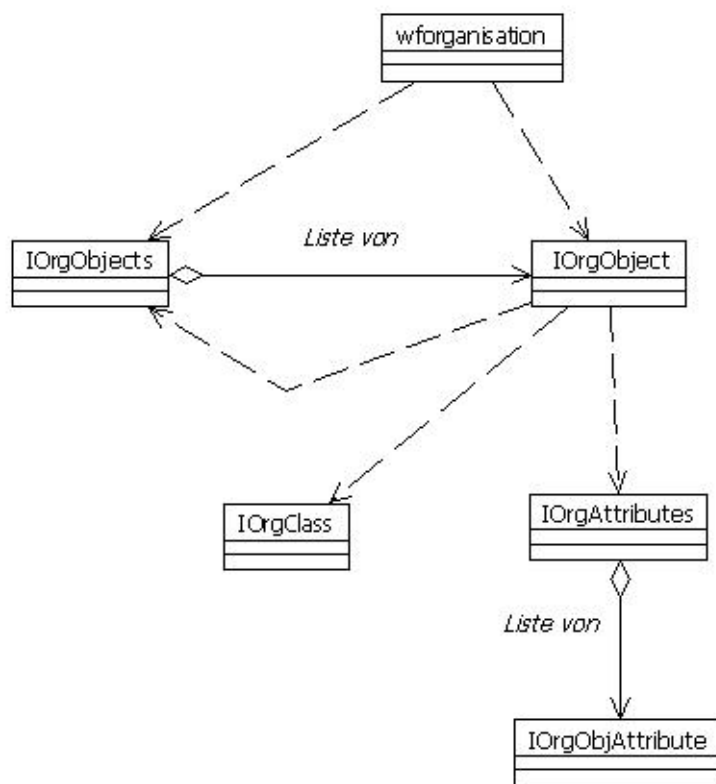 wforganisation
Liste von
IOrgObjects
IOrgObject
IOrgClass
IOrgAttributes
Liste von
IOrgObjAttribute